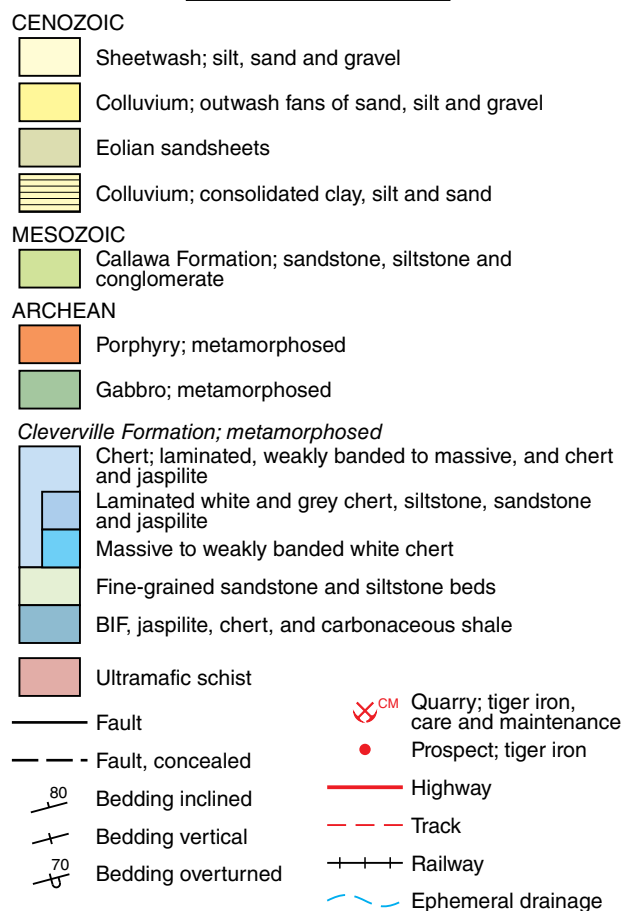 CENOZOIC
Sheetwash; silt, sand and gravel
Colluvium; outwash fans of sand, silt and gravel
Eolian sandsheets
Colluvium; consolidated clay, silt and sand
MESOZOIC
Callawa Formation; sandstone, siltstone and
conglomerate
ARCHEAN
Porphyry; metamorphosed
Gabbro; metamorphosed
Cleverville Formation; metamorphosed
Chert; laminated, weakly banded to massive, and chert
and jaspilite
Laminated white and grey chert, siltstone, sandstone
and jaspilite
Massive to weakly banded white chert
Fine-grained sandstone and siltstone beds
BIF, jaspilite, chert, and carbonaceous shale
Ultramafic schist
Fault
Fault, concealed
80
Bedding inclined
Bedding vertical
70
Bedding overturned
CM
Quarry; tiger iron,
care and maintenance
Prospect; tiger iron
Highway
Track
Railway
Ephemeral drainage